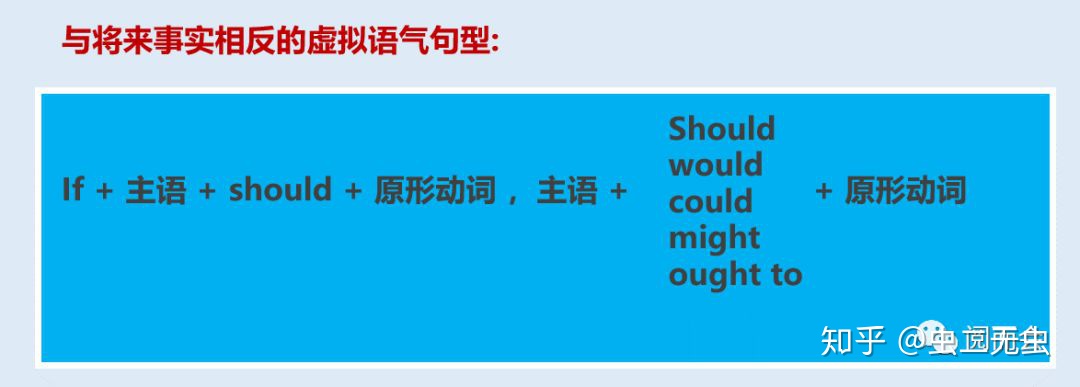 与将来事实相反的虚拟语气句型:
If + 主语 + should + 原形动词 ，主语 +
Should
would
could
might
ought to
+ 原形动词
知乎 @虫二无虫